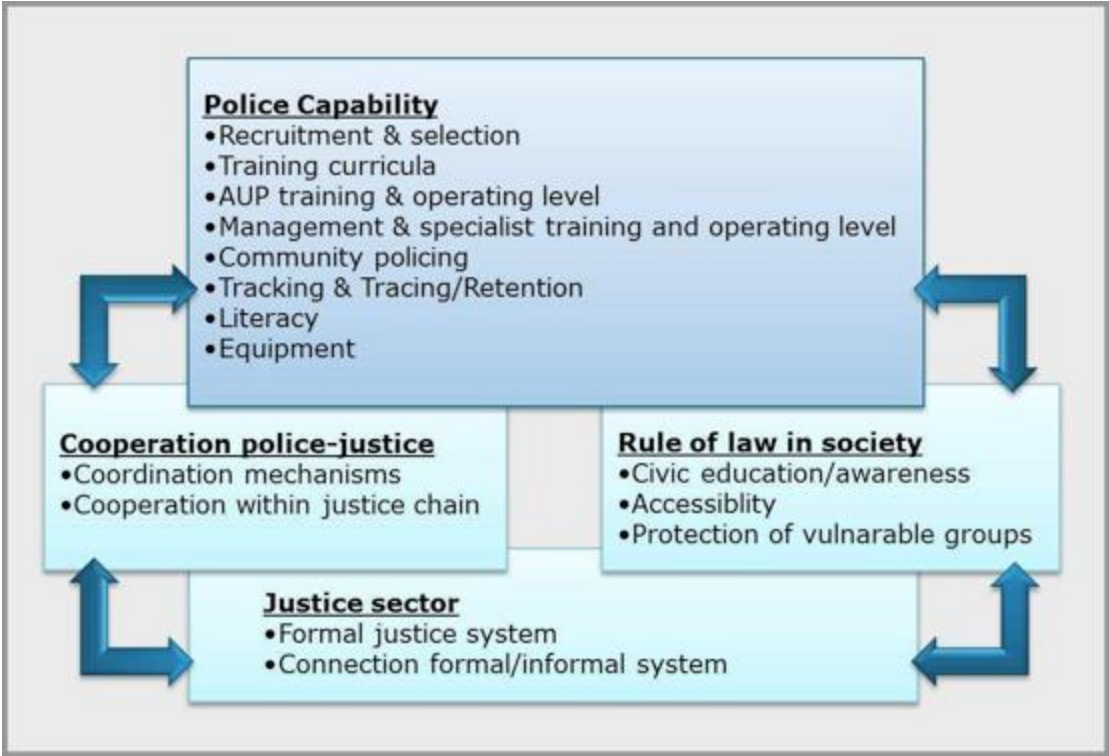 Police Capability
•Recruitment & selection
•Training curricula
•AUP training & operating level
•Management & specialist training and operating level
•Community policing
•Tracking & Tracing/Retention
•Literacy
•Equipment
Cooperation police-justice
•Coordination mechanisms
•Cooperation within justice chain
Rule of law in society
•Civic education/awareness
•Accessiblity
•Protection of vulnarable groups
Justice sector
•Formal justice system
•Connection formal/informal system